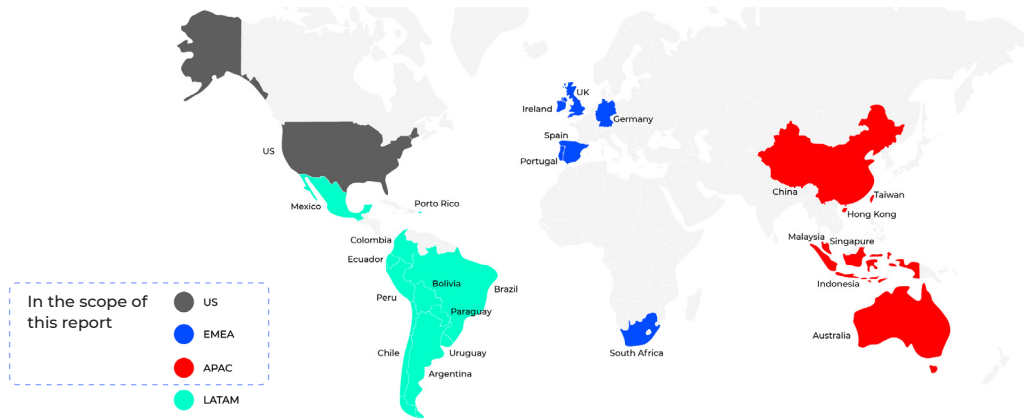 UK
Ireland
Germany
Spain
US
Portugal
China
Taiwan
Mexico
Porto Rico
Hong Kong
Colombia
Malaysia
Singapure
Ecuador
Bolivia
Indonesia
Brazil
Peru
Paraguay
Australia
Chile
Uruguay
South Africa
Argentina
In the scope of
this report
US
EMEA
APAC
LATAM